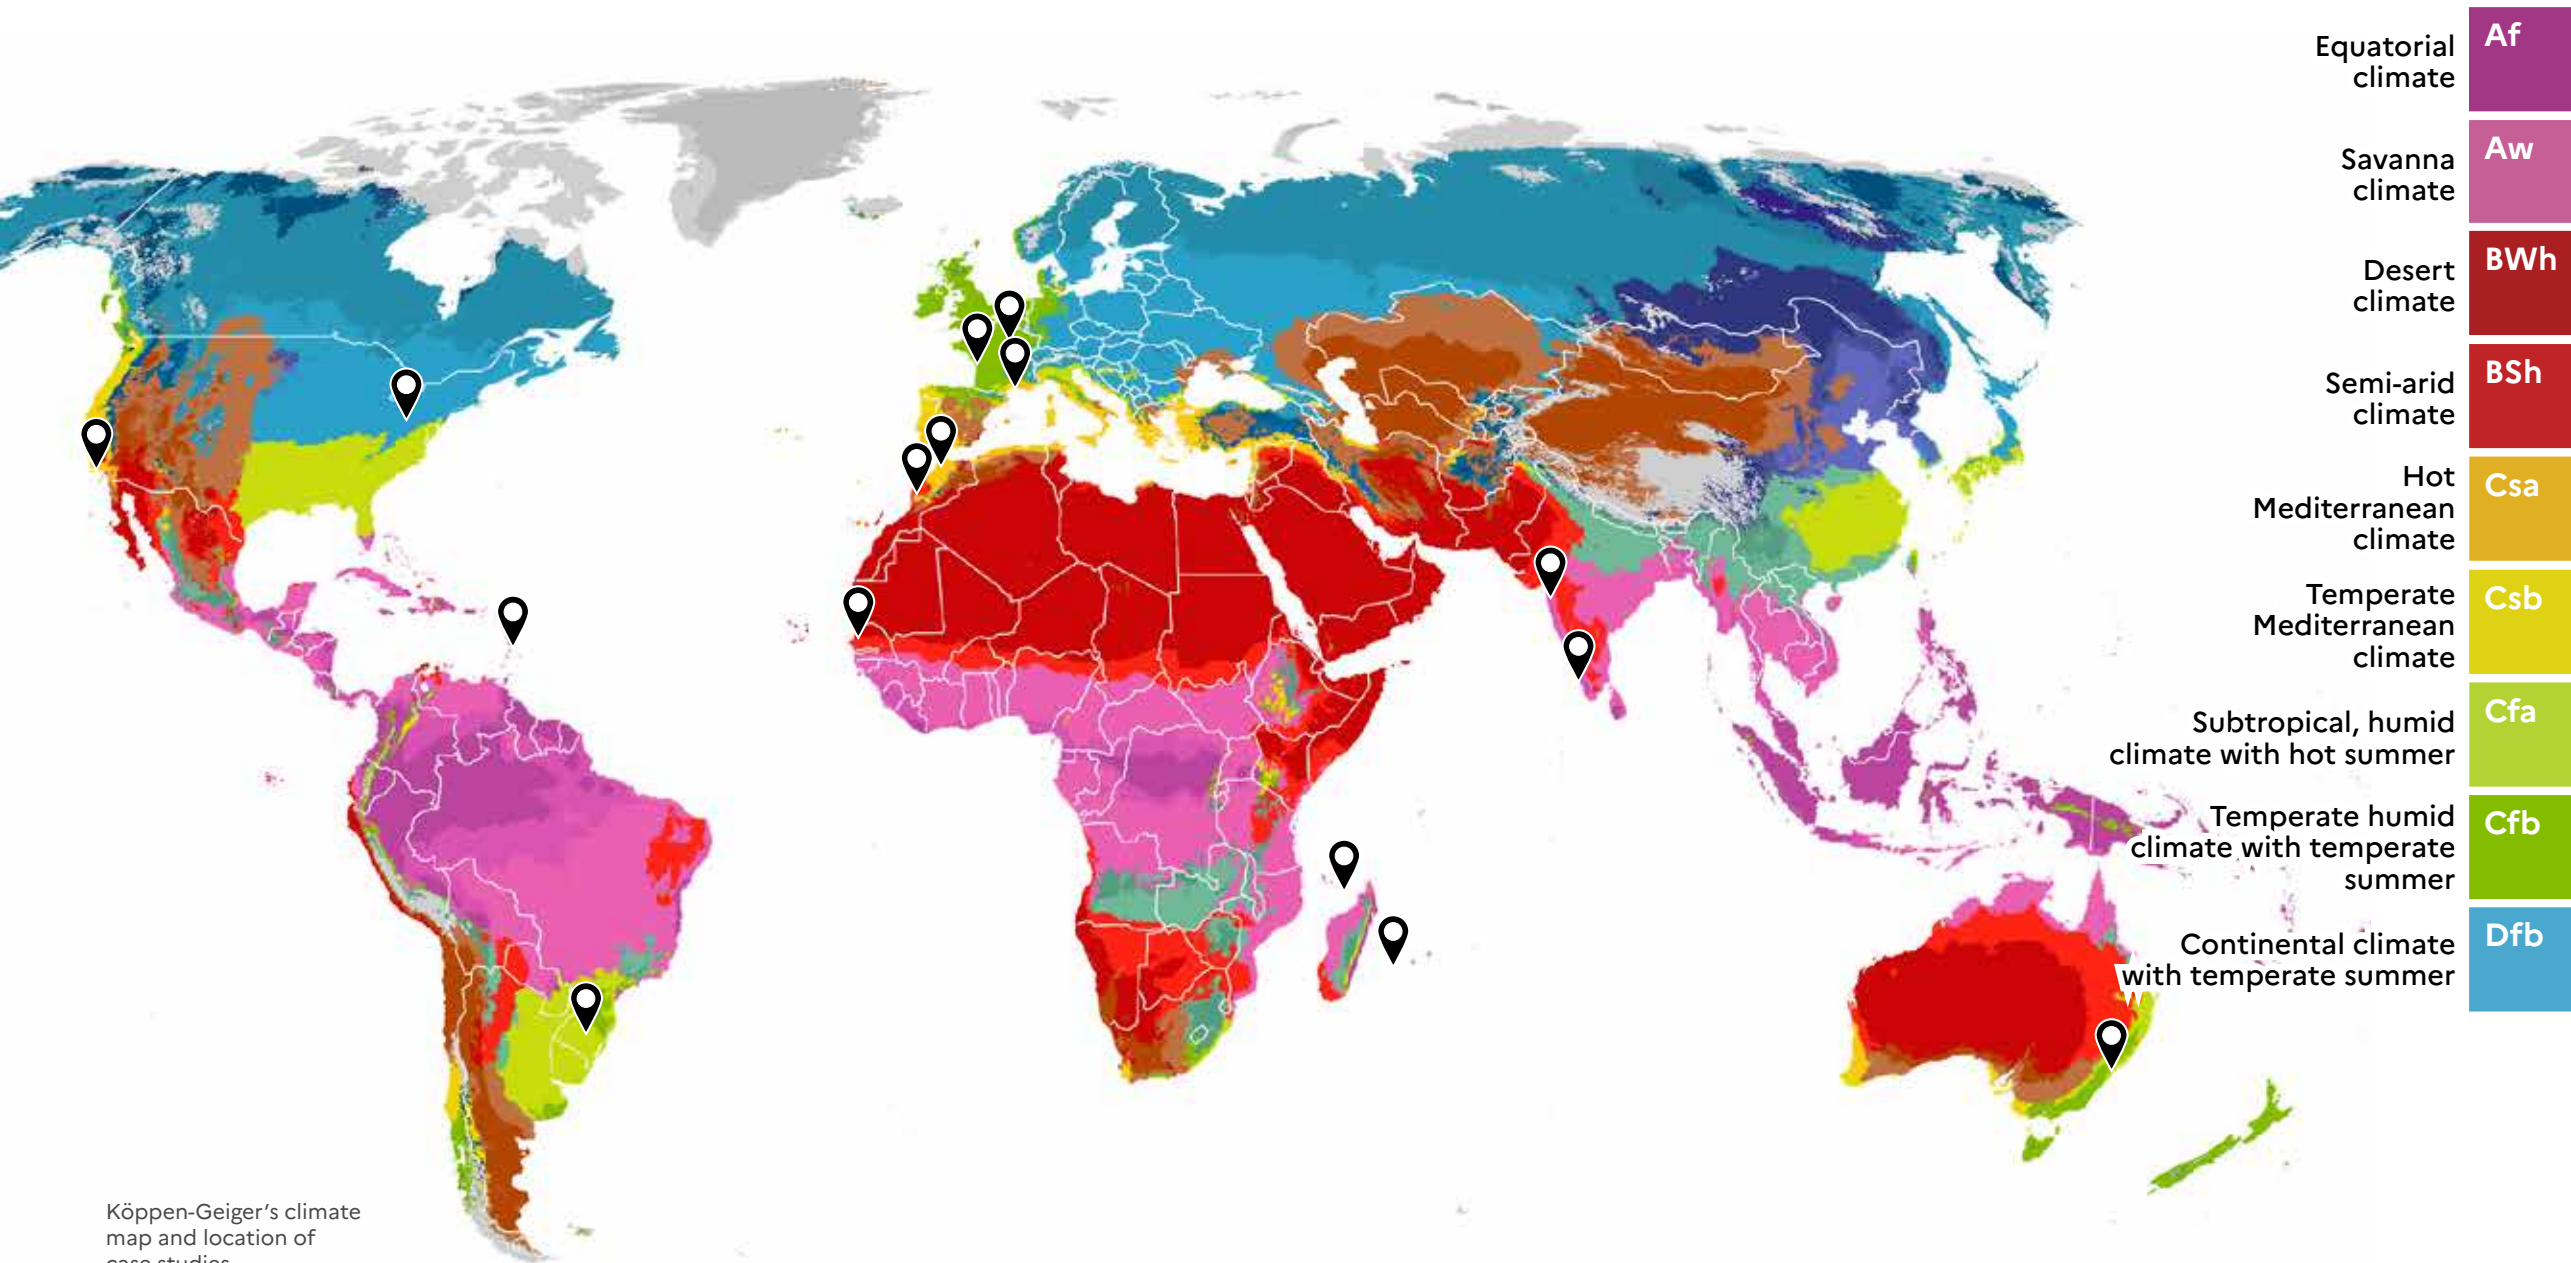 Equatorial
climate
Af
Savanna
climate
Aw
Desert
climate
BWh
Semi-arid
climate
BSh
Hot
Mediterranean
climate
Csa
Temperate
Mediterranean
climate
Csb
Subtropical, humid
climate with hot summer
Cfa
Temperate humid
climate with temperate
summer
Cfb
Continental climate
with temperate summer
Dfb
Köppen-Geiger's climate
map and location of
case studies